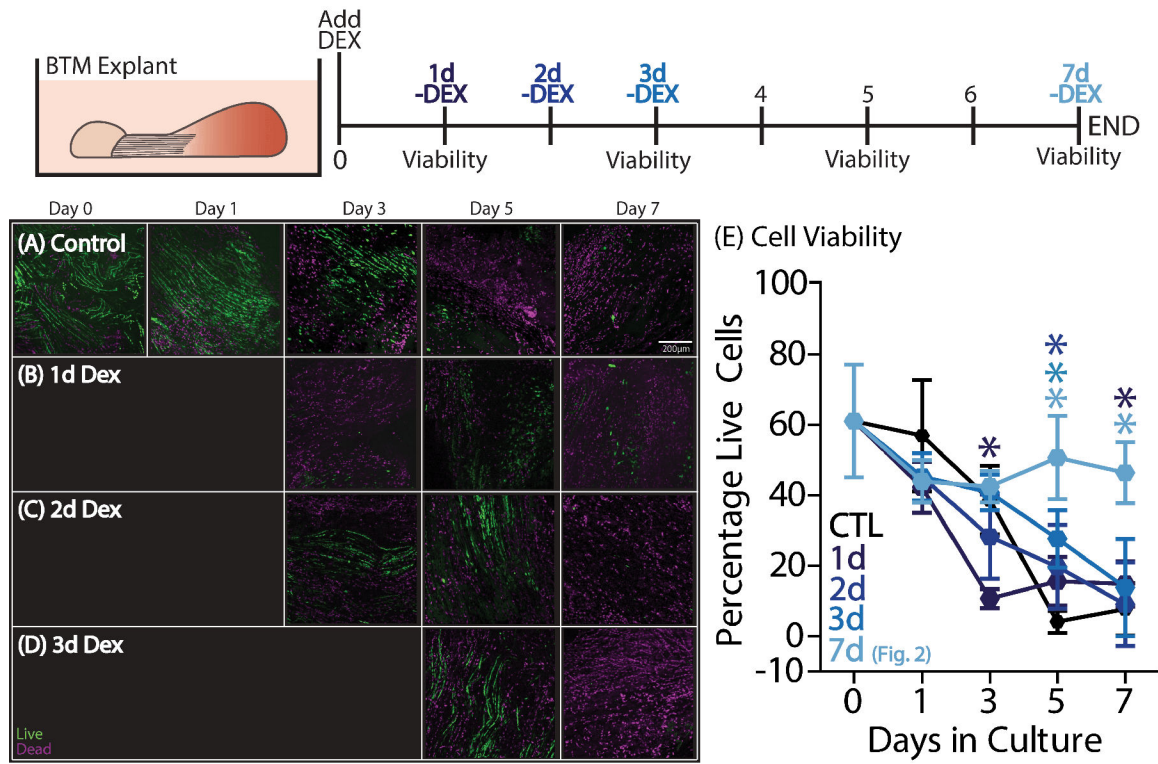 Add
DEX
BTM Explant
1d
-DEX
2d
-DEX
3d
-DEX
4
5
6
7d
-DEX
END
0
Viability
Viability
Viability
Viability
Day 0
Day 1
Day 3
Day 5
Day 7
(A) Control
200µm
(B) 1d Dex
(C) 2d Dex
(D) 3d Dex
Live
Dead
(E) Cell Viability
Percentage Live Cells
100
80
60
40
20
0
-10
*
*
*
*
*
*
CTL
1d
2d
3d
7d (Fig. 2)
0
1
3
5
7
Days in Culture